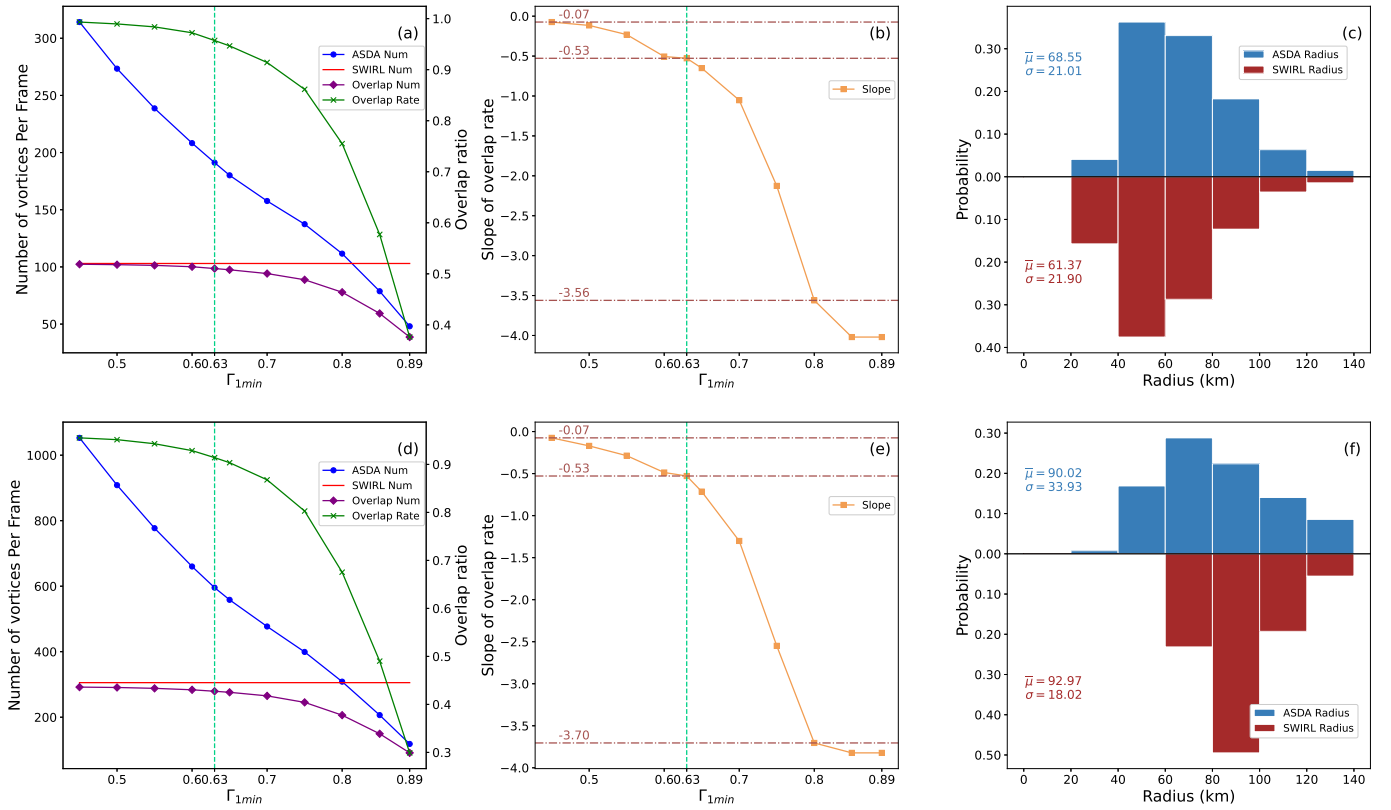 (a)
ASDA Num
SWIRL Num
Overlap Num
Overlap Rate
Number of vortices Per Frame
300
250
200
150
100
50
1.0
0.9
0.8
0.7
0.6
0.5
0.4
Overlap ratio
0.5
0.60
0.63
0.7
0.8
0.89
Γ1min
(b)
-0.07
-0.53
-3.56
Slope
Slope of overlap rate
0.0
−0.5
−1.0
−1.5
−2.0
−2.5
−3.0
−3.5
−4.0
0.5
0.60
0.63
0.7
0.8
0.89
Γ1min
(c)
μ̅ = 68.55
σ = 21.01
ASDA Radius
SWIRL Radius
μ̅ = 61.37
σ = 21.90
Probability
0.30
0.20
0.10
0.00
0.10
0.20
0.30
0.40
0
20
40
60
80
100
120
140
Radius (km)
(d)
ASDA Num
SWIRL Num
Overlap Num
Overlap Rate
Number of vortices Per Frame
1000
800
600
400
200
0.9
0.8
0.7
0.6
0.5
0.4
0.3
Overlap ratio
0.5
0.60
0.63
0.7
0.8
0.89
Γ1min
(e)
-0.07
-0.53
-3.70
Slope
Slope of overlap rate
0.0
−0.5
−1.0
−1.5
−2.0
−2.5
−3.0
−3.5
−4.0
0.5
0.60
0.63
0.7
0.8
0.89
Γ1min
(f)
μ̅ = 90.02
σ = 33.93
μ̅ = 92.97
σ = 18.02
ASDA Radius
SWIRL Radius
Probability
0.30
0.20
0.10
0.00
0.10
0.20
0.30
0.40
0.50
0
20
40
60
80
100
120
140
Radius (km)